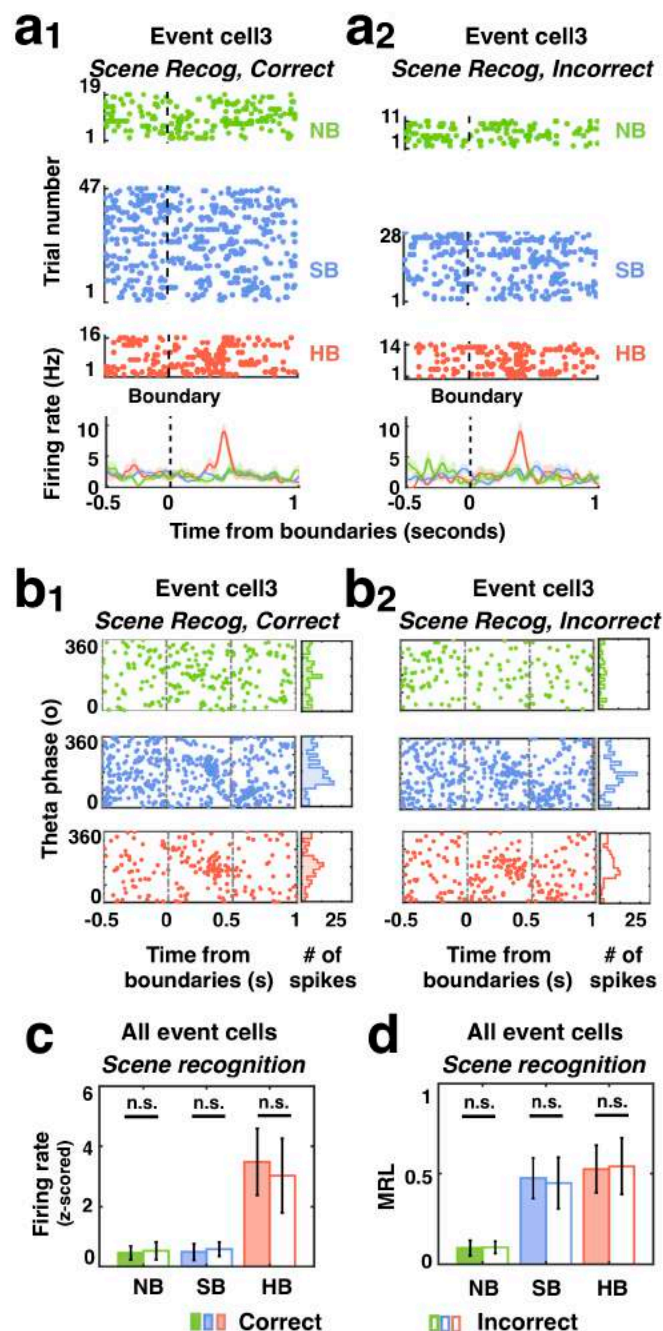 a1
Event cell3
Scene Recog, Correct
19
1
NB
47
1
SB
16
1
HB
Trial number
Boundary
10
5
0
Firing rate (Hz)
-0.5 0 1
a2
Event cell3
Scene Recog, Incorrect
11
1
NB
28
1
SB
14
1
HB
Boundary
10
5
0
-0.5 0 1
Time from boundaries (seconds)
b1
Event cell3
Scene Recog, Correct
360
0
360
0
360
0
Theta phase (o)
-0.5 0 0.5 1 25
Time from
boundaries (s)
# of
spikes
b2
Event cell3
Scene Recog, Incorrect
-0.5 0 0.5 1 25
Time from
boundaries (s)
# of
spikes
c
All event cells
Scene recognition
6
4
2
0
Firing rate
(z-scored)
n.s. n.s. n.s.
NB SB HB
d
All event cells
Scene recognition
1
0.5
0
MRL
n.s. n.s. n.s.
NB SB HB
Correct
Incorrect